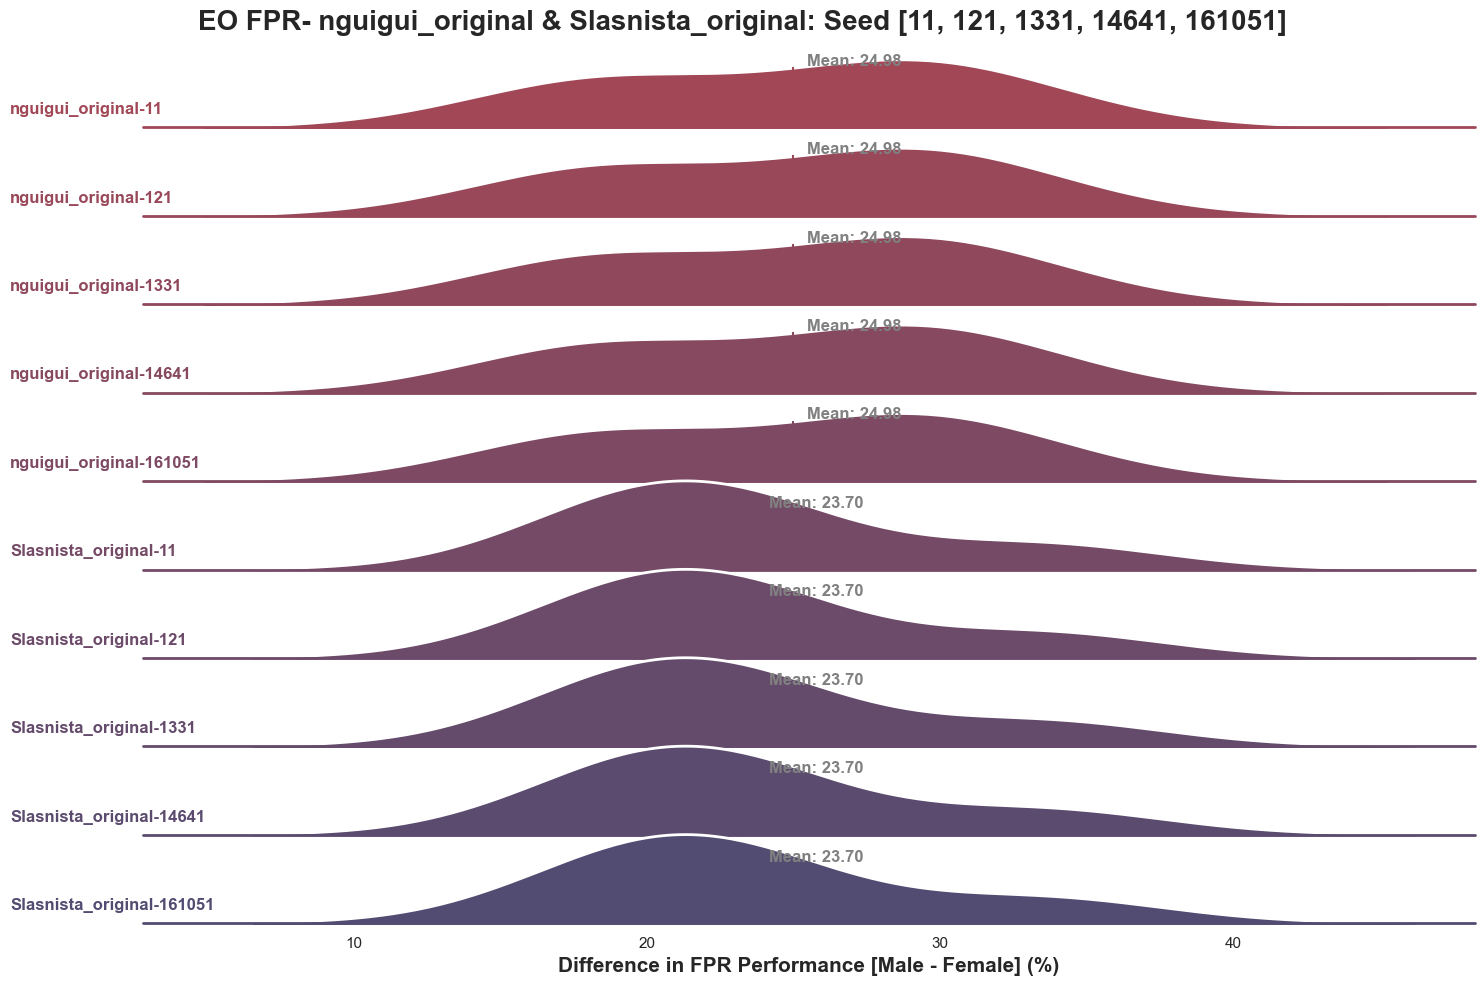 EO FPR- nguigui_original & Slasnista_original: Seed [11, 121, 1331, 14641, 161051]
Mean: 24.98
nguigui_original-11
Mean: 24.98
nguigui_original-121
Mean: 24.98
nguigui_original-1331
Mean: 24.98
nguigui_original-14641
Mean: 24.98
nguigui_original-161051
Mean: 23.70
Slasnista_original-11
Mean: 23.70
Slasnista_original-121
Mean: 23.70
Slasnista_original-1331
Mean: 23.70
Slasnista_original-14641
Mean: 23.70
Slasnista_original-161051
10 20 30 40
Difference in FPR Performance [Male - Female] (%)